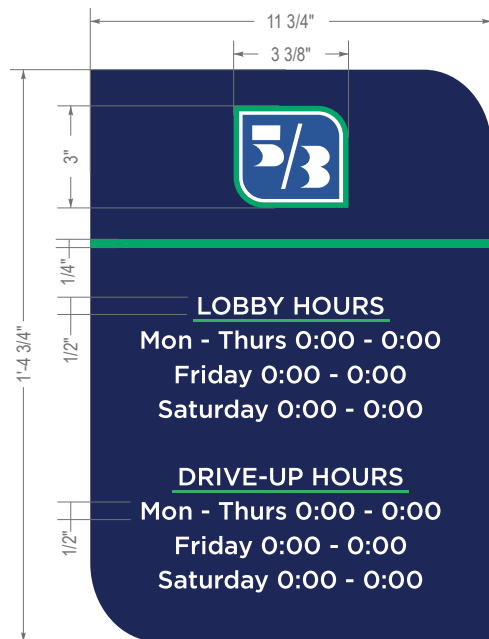 11 3/4"
3 3/8"
3"
5/3
1/4"
1'-4 3/4"
1/2"
LOBBY HOURS
Mon - Thurs 0:00 - 0:00
Friday 0:00 - 0:00
Saturday 0:00 - 0:00
DRIVE-UP HOURS
1/2"
Mon - Thurs 0:00 - 0:00
Friday 0:00 - 0:00
Saturday 0:00 - 0:00